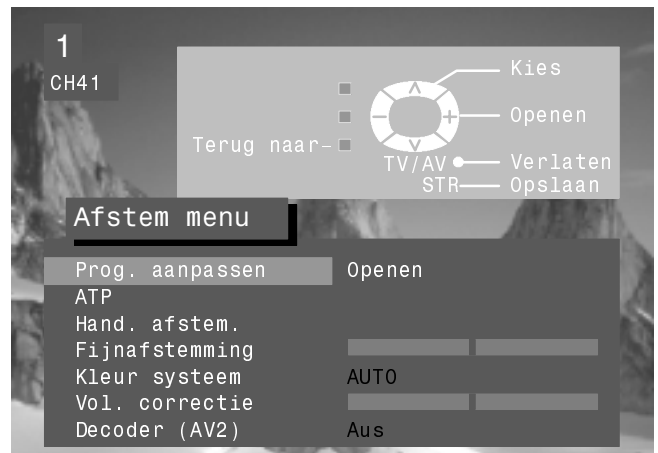 1
CH41
Kies
Openen
Terug naar
TV/AV Verlaten
STR Opslaan
Afstem menu
Prog. aanpassen Openen
ATP
Hand. afstem.
Fijnafstemming
Kleur systeem AUTO
Vol. correctie
Decoder (AV2) Aus